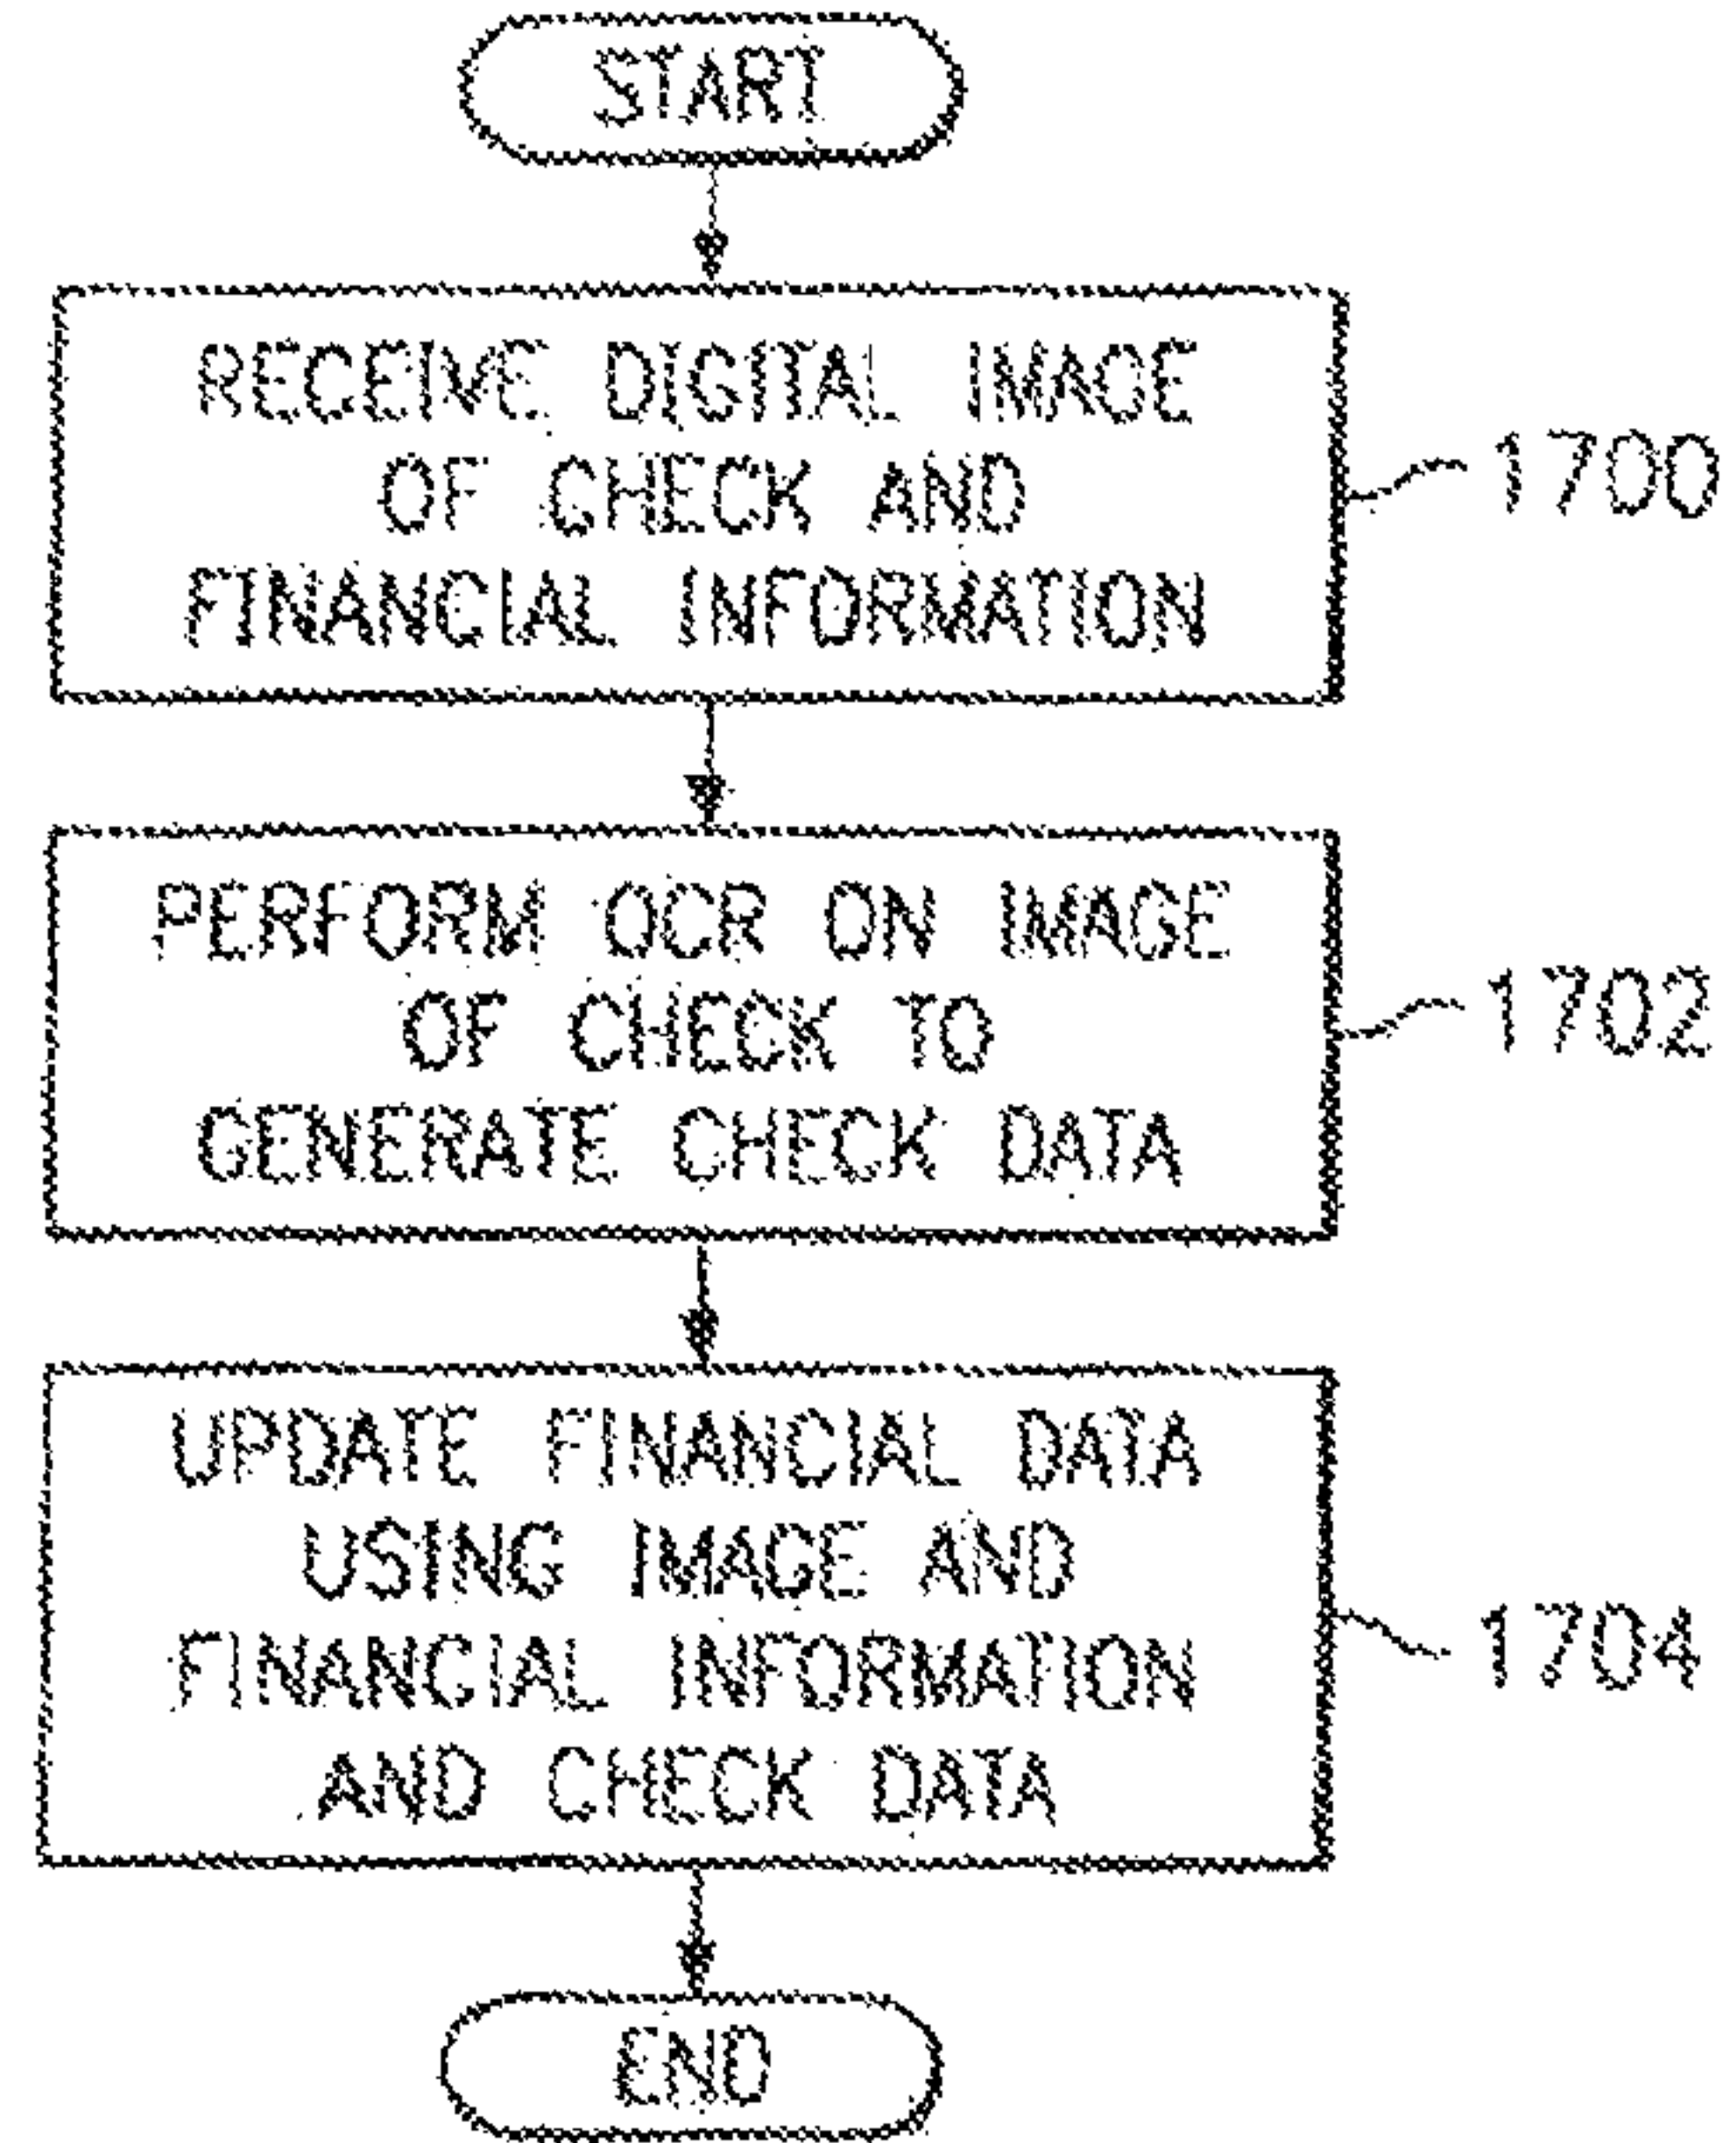 START
RECEIVE DIGITAL IMAGE
OF CHECK AND
FINANCIAL INFORMATION
1700
PERFORM OCR ON IMAGE
OF CHECK TO
GENERATE CHECK DATA
1702
UPDATE FINANCIAL DATA
USING IMAGE AND
FINANCIAL INFORMATION
AND CHECK DATA
1704
END